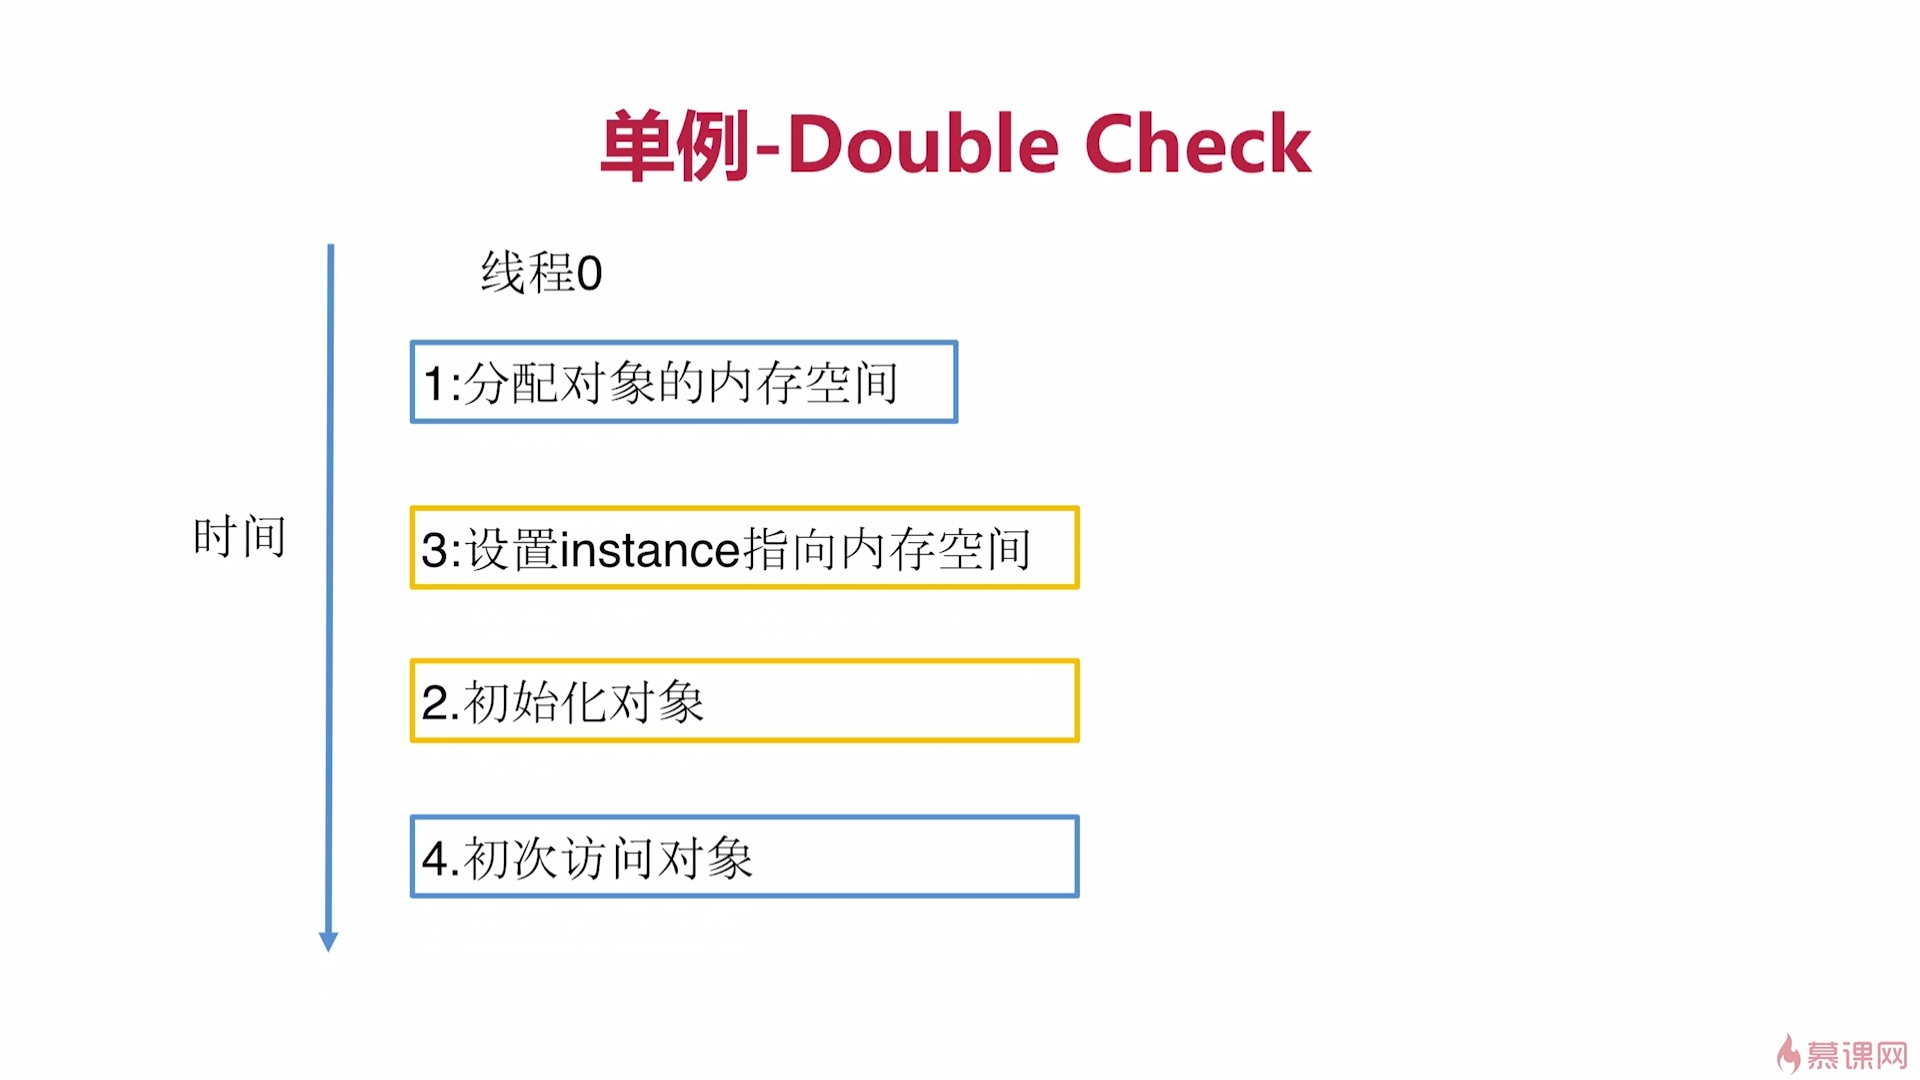 单例-Double Check
线程0
1:分配对象的内存空间
3:设置instance指向内存空间
时间
2.初始化对象
4.初次访问对象
慕课网